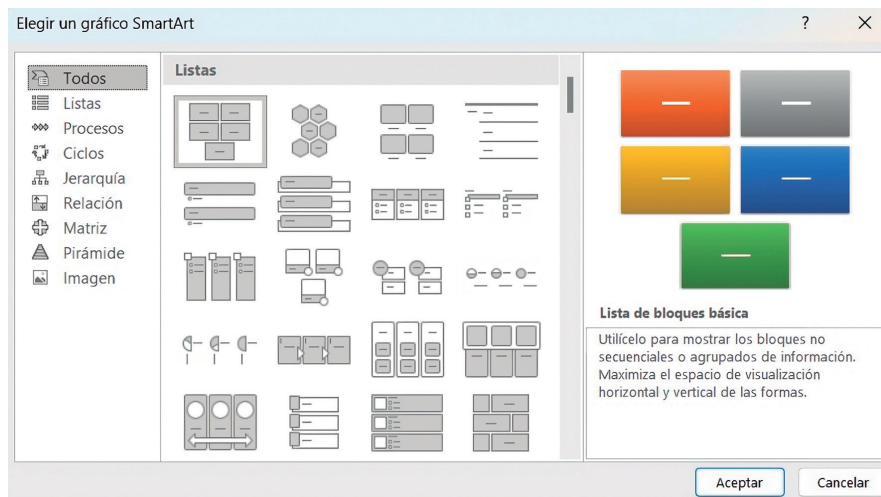 Elegir un gráfico SmartArt
?
Todos
Listas
Procesos
Ciclos
Jerarquía
Relación
Matriz
Pirámide
Imagen
Listas
Lista de bloques básica
Utilícelo para mostrar los bloques no
secuenciales o agrupados de información.
Maximiza el espacio de visualización
horizontal y vertical de las formas.
Aceptar
Cancelar